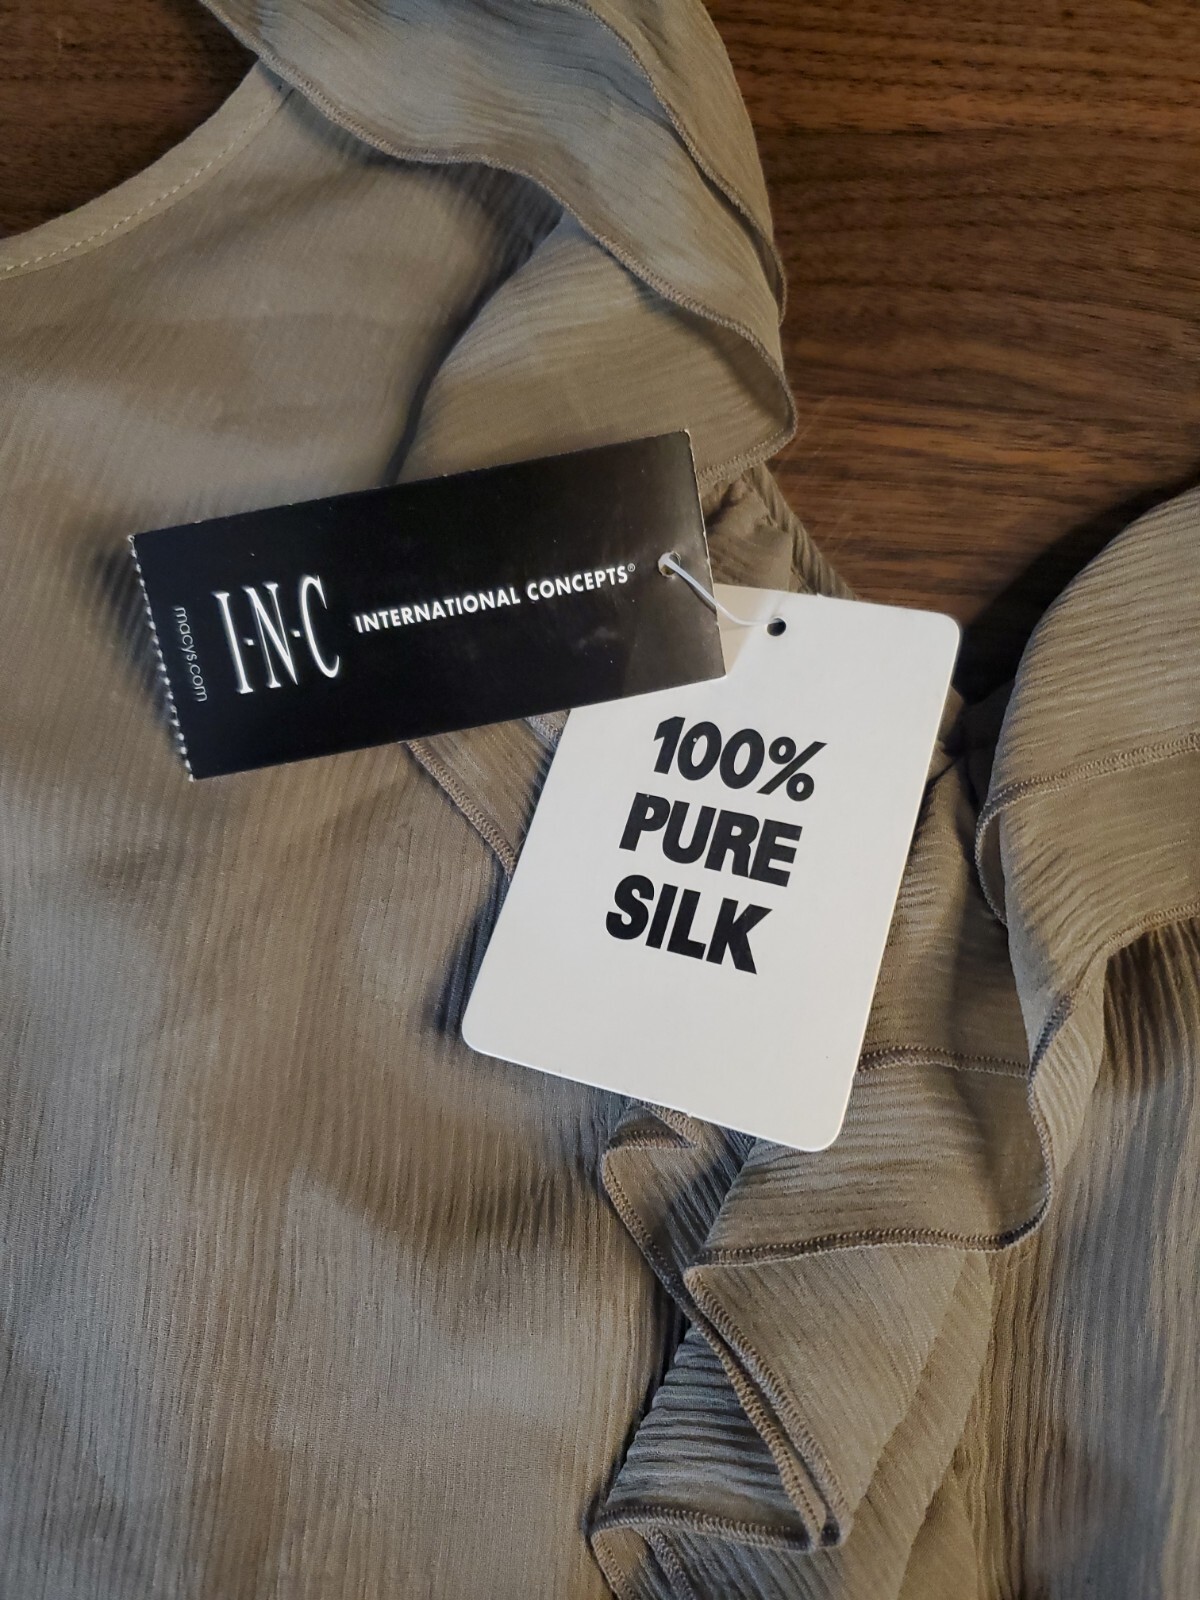 macys.com
I·N·C INTERNATIONAL CONCEPTS®
100%
PURE
SILK